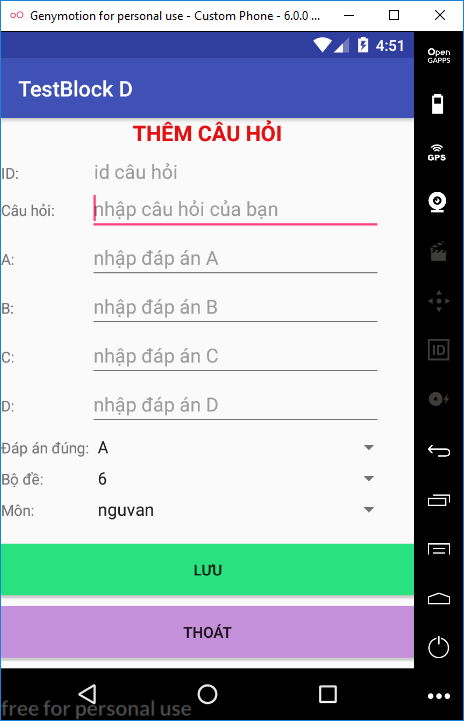 Genymotion for personal use - Custom Phone - 6.0.0 ...
4:51
Open
GAPPS
TestBlock D
GPS
THÊM CÂU HỎI
ID: id câu hỏi
Câu hỏi: nhập câu hỏi của bạn
A: nhập đáp án A
B: nhập đáp án B
C: nhập đáp án C
ID
D: nhập đáp án D
Đáp án đúng: A
Bộ đề: 6
Môn: nguvan
LƯU
THOÁT
free for personal use